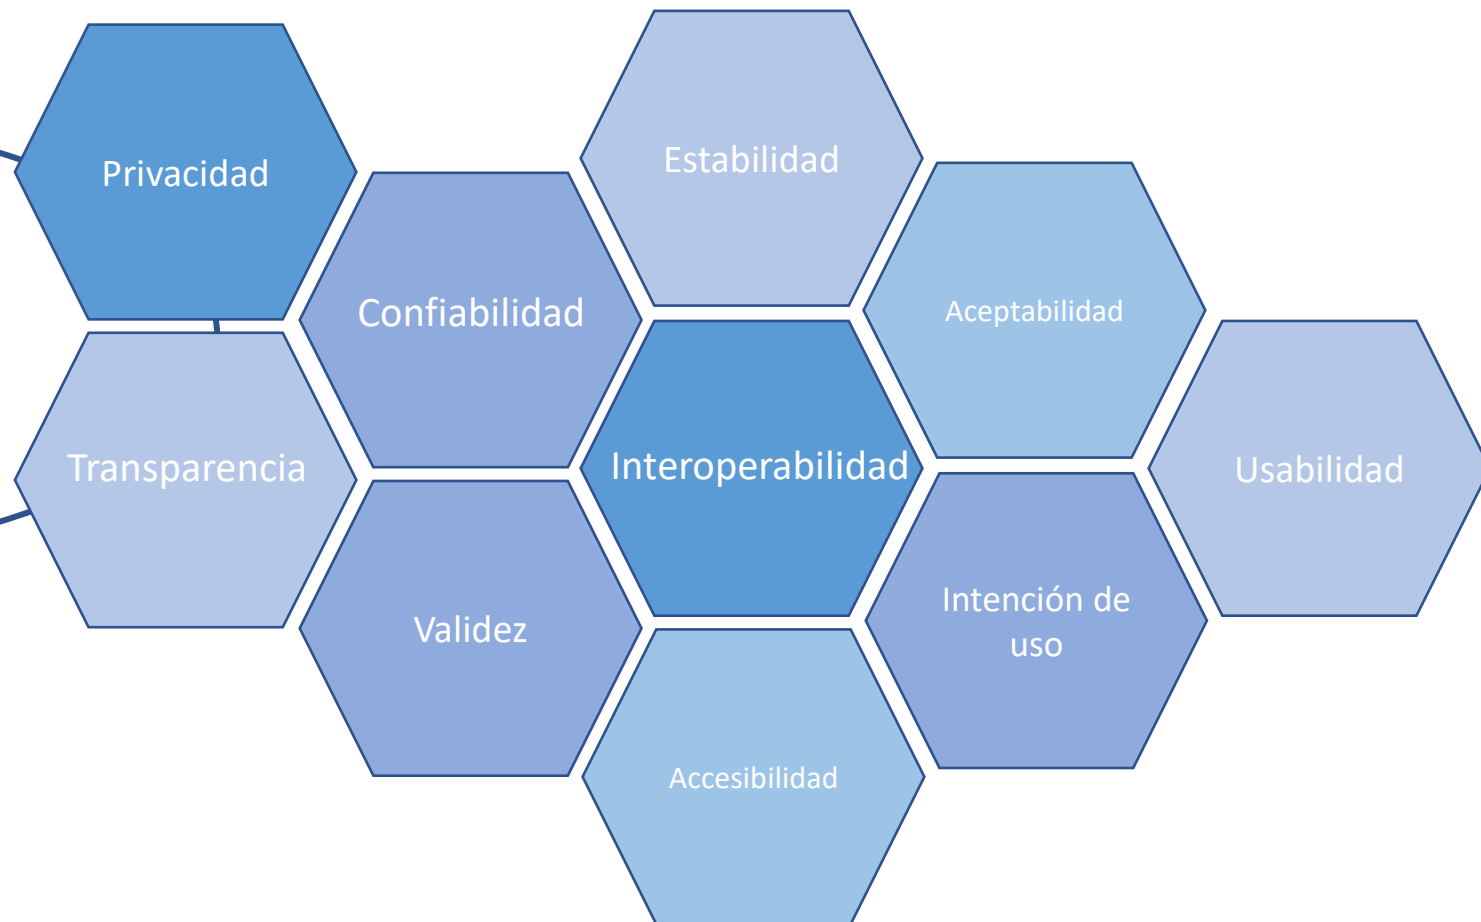 Privacidad
Estabilidad
Confiabilidad
Aceptabilidad
Transparencia
Interoperabilidad
Usabilidad
Validez
Intención de
uso
Accesibilidad